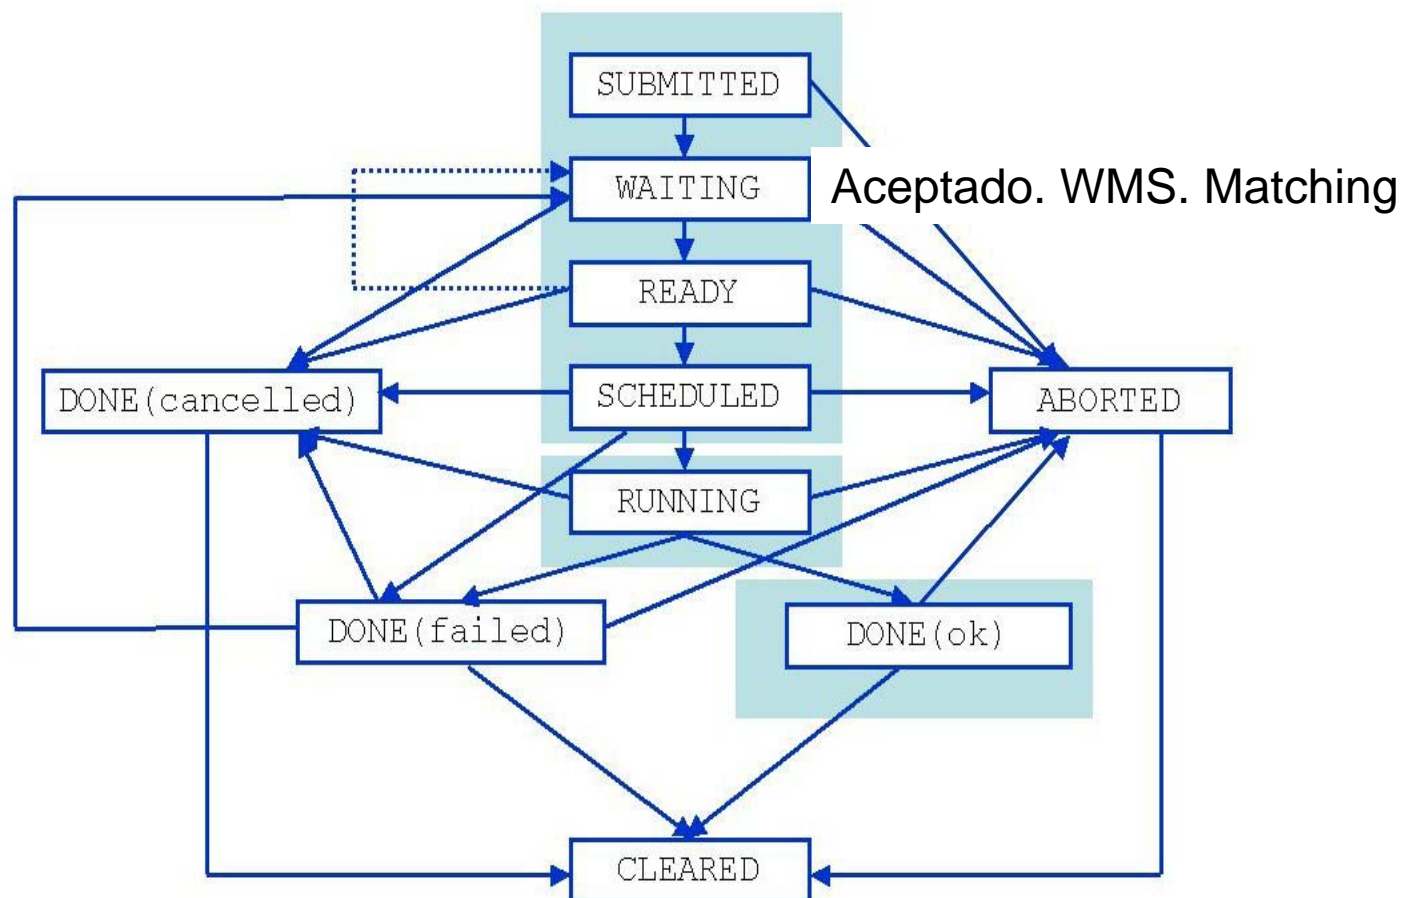 SUBMITTED
WAITING
Aceptado. WMS. Matching
READY
SCHEDULED
DONE(cancelled)
ABORTED
RUNNING
DONE(failed)
DONE(ok)
CLEARED